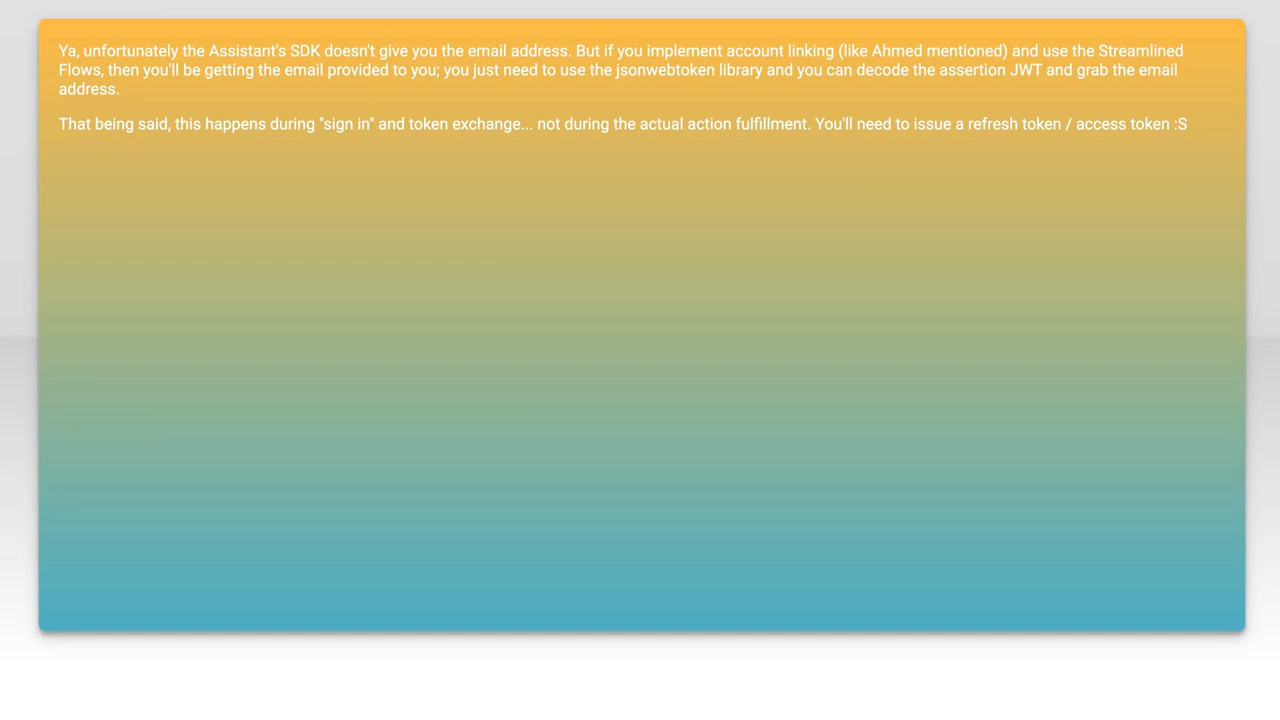 Ya, unfortunately the Assistant's SDK doesn't give you the email address. But if you implement account linking (like Ahmed mentioned) and use the Streamlined
Flows, then you'll be getting the email provided to you; you just need to use the jsonwebtoken library and you can decode the assertion JWT and grab the email
address.
That being said, this happens during "sign in" and token exchange... not during the actual action fulfillment. You'll need to issue a refresh token / access token :S